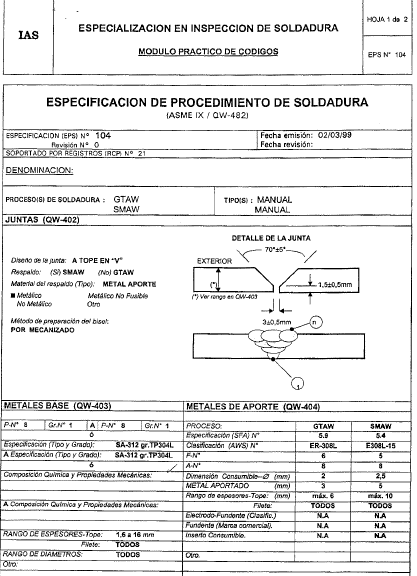 IAS
ESPECIALIZACION EN INSPECCION DE SOLDADURA
MODULO PRACTICO DE CODIGOS
HOJA 1 de 2
EPS N° 104
ESPECIFICACION DE PROCEDIMIENTO DE SOLDADURA
(ASME IX / QW-482)
ESPECIFICACION (EPS) N° 104
Revisión N° 0
Fecha emisión: 02/03/99
Fecha revisión:
SOPORTADO POR REGISTROS (RCP) N° 21
DENOMINACION:
PROCESO(S) DE SOLDADURA : GTAW
SMAW
TIPO(S) : MANUAL
MANUAL
JUNTAS (QW-402)
DETALLE DE LA JUNTA
Diseño de la junta: A TOPE EN "V"
Respaldo: (Si) SMAW (No) GTAW
Material del respaldo (Tipo): METAL APORTE
■ Metálico Metálico No Fusible
No Metálico Otro
Método de preparación del bisel:
POR MECANIZADO
70°±5°
EXTERIOR
(*)
1,5±0,5mm
(*) Ver rango en QW-403
3±0,5mm
n
1
METALES BASE (QW-403)
P-N° 8 Gr.N° 1 A P-N° 8 Gr.N° 1
O
Especificación (Tipo y Grado): SA-312 gr.TP304L
A Especificación (Tipo y Grado): SA-312 gr.TP304L
ó
Composición Química y Propiedades Mecánicas:
A Composición Química y Propiedades Mecánicas:
RANGO DE ESPESORES-Tope: 1,6 a 16 mm
Filete: TODOS
RANGO DE DIAMETROS: TODOS
Otro:
METALES DE APORTE (QW-404)
PROCESO: GTAW SMAW
Especificación (SFA) N° 5.9 5.4
Clasificación (AWS) N° ER-308L E308L-15
F-N° 6 5
A-N° 8 8
Dimensión Consumible-Ø (mm) 2 2,5
METAL APORTADO (mm) 3 5
Rango de espesores-Tope: máx. 6 máx. 10
Filete: TODOS TODOS
Electrodo-Fundente (Clasific.) N.A N.A
Fundente (Marca comercial). N.A N.A
Inserto Consumible. N.A N.A
Otro.